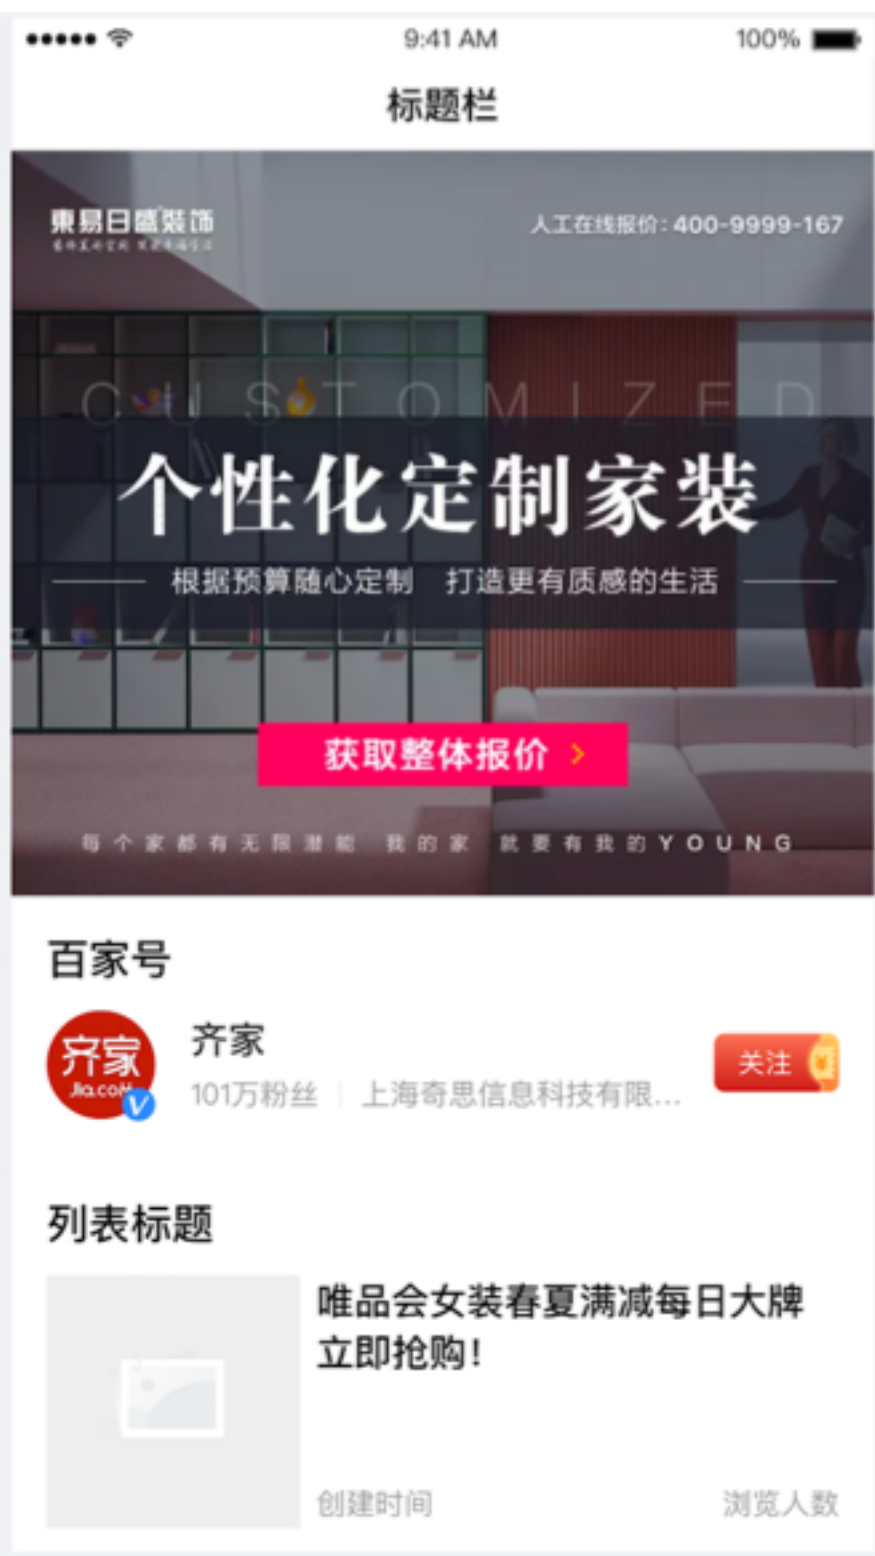 9:41 AM
100%
标题栏
東易日盛裝饰
人工在线报价：400-9999-167
CUSTOMIZED
个性化定制家装
根据预算随心定制 打造更有质感的生活
获取整体报价 >
每个家都有无限潜能 我的家 就要有我的YOUNG
百家号
齐家
Jia.com
齐家
101万粉丝 | 上海奇思信息科技有限...
关注
列表标题
唯品会女装春夏满减每日大牌
立即抢购！
创建时间
浏览人数